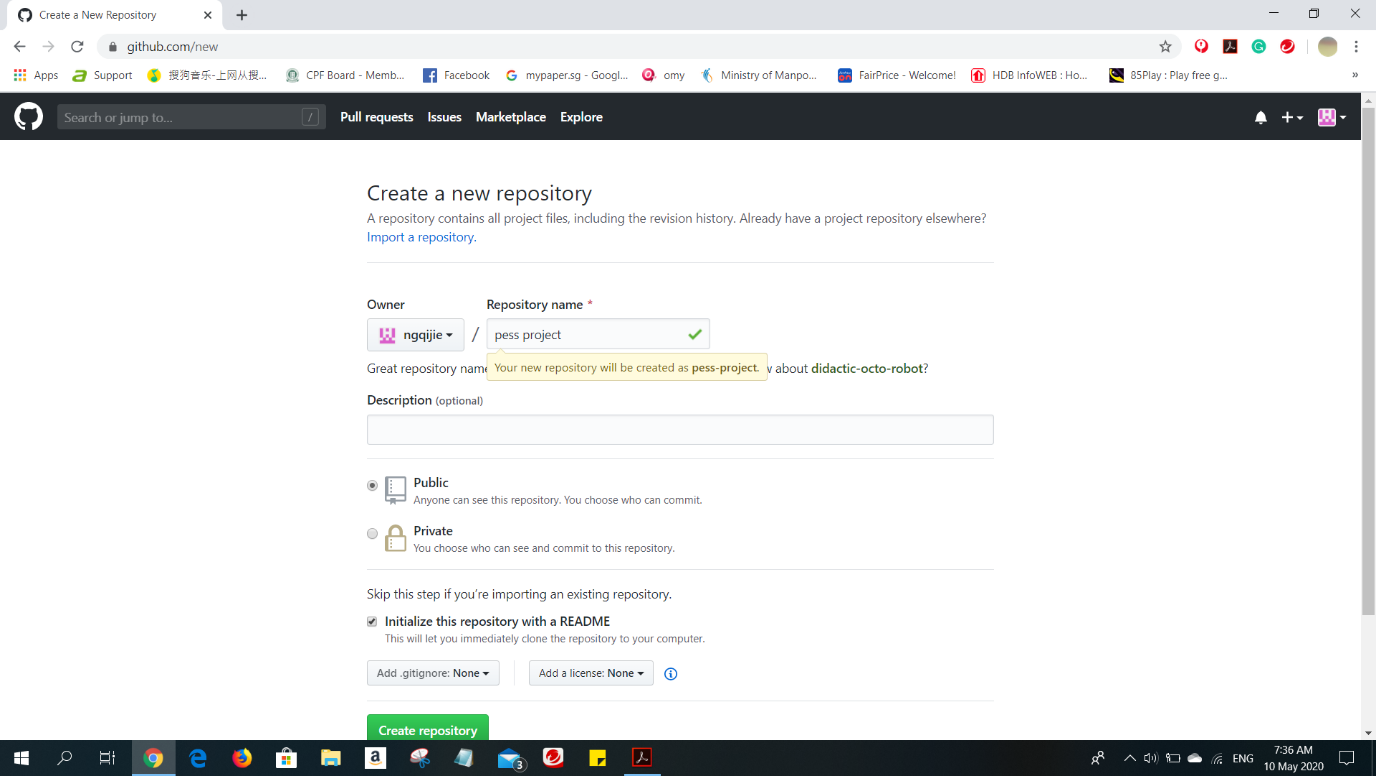 Create a New Repository
github.com/new
Apps
Support
搜狗音乐-上网从搜...
CPF Board - Memb...
Facebook
mypaper.sg - Googl...
omy
Ministry of Manpo...
FairPrice - Welcome!
HDB InfoWEB : Ho...
85Play : Play free g...
»
Search or jump to...
/
Pull requests
Issues
Marketplace
Explore
Create a new repository
A repository contains all project files, including the revision history. Already have a project repository elsewhere?
Import a repository.
Owner
Repository name *
ngqijie
/
pess project
Great repository name
Your new repository will be created as pess-project.
about didactic-octo-robot?
Description (optional)
Public
Anyone can see this repository. You choose who can commit.
Private
You choose who can see and commit to this repository.
Skip this step if you're importing an existing repository.
Initialize this repository with a README
This will let you immediately clone the repository to your computer.
Add .gitignore: None
Add a license: None
Create repository
3
ENG
7:36 AM
10 May 2020